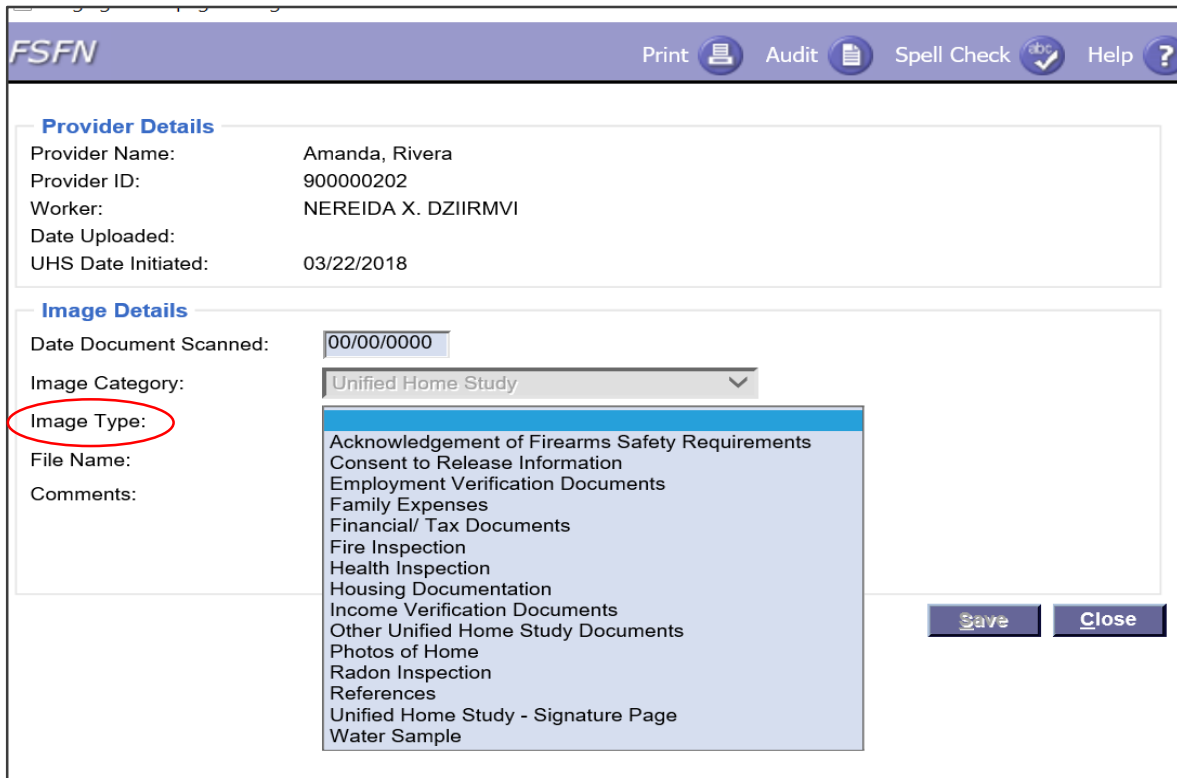 FSFN Print Audit Spell Check abc Help ?
Provider Details
Provider Name: Amanda, Rivera
Provider ID: 900000202
Worker: NEREIDA X. DZIIRMVI
Date Uploaded:
UHS Date Initiated: 03/22/2018
Image Details
Date Document Scanned: 00/00/0000
Image Category: Unified Home Study
Image Type:
File Name:
Comments:
Acknowledgement of Firearms Safety Requirements
Consent to Release Information
Employment Verification Documents
Family Expenses
Financial/ Tax Documents
Fire Inspection
Health Inspection
Housing Documentation
Income Verification Documents
Other Unified Home Study Documents
Photos of Home
Radon Inspection
References
Unified Home Study - Signature Page
Water Sample
Save Close